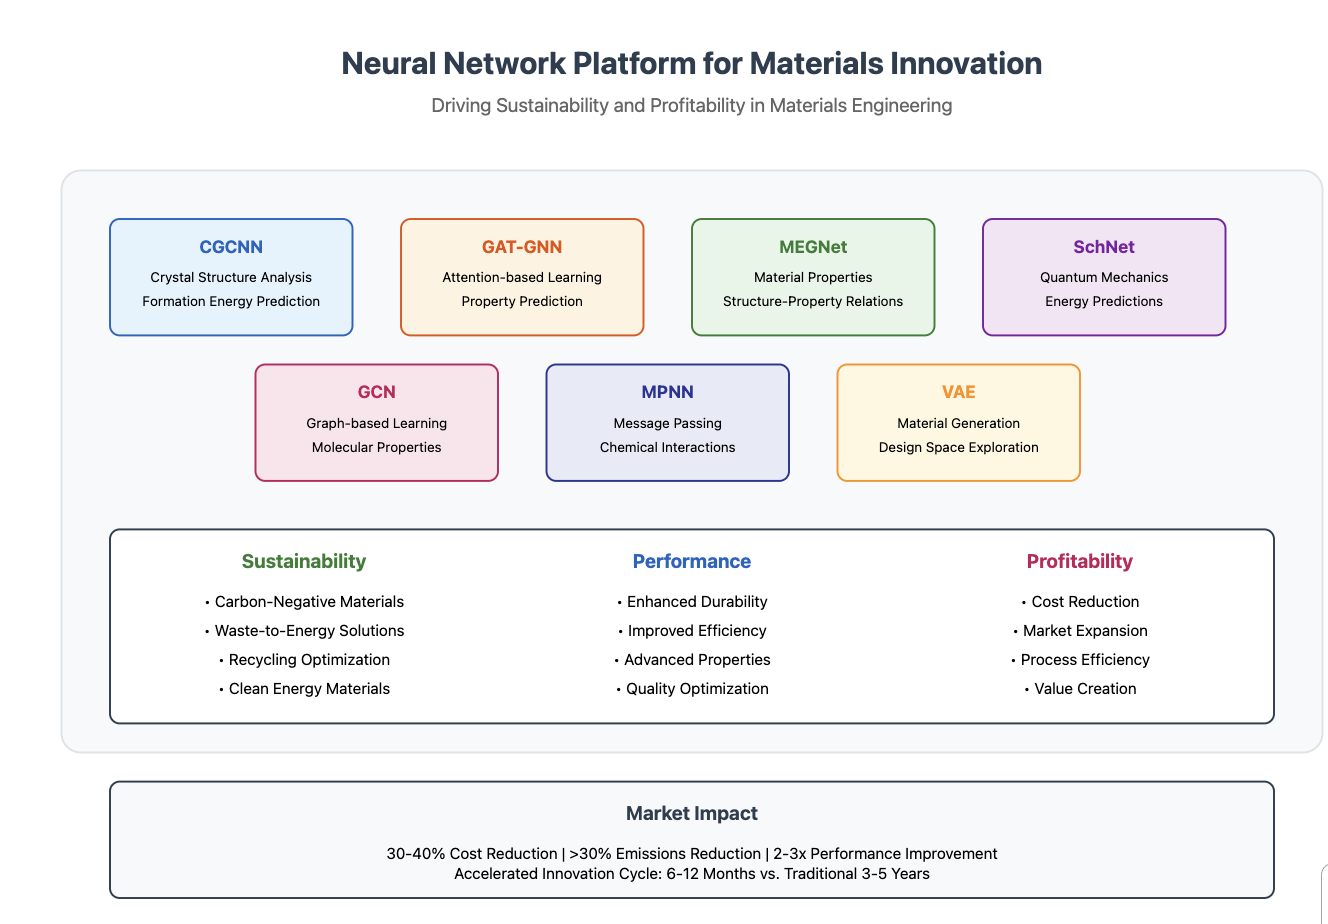 Neural Network Platform for Materials Innovation
Driving Sustainability and Profitability in Materials Engineering
CGCNN
Crystal Structure Analysis
Formation Energy Prediction
GAT-GNN
Attention-based Learning
Property Prediction
MEGNet
Material Properties
Structure-Property Relations
SchNet
Quantum Mechanics
Energy Predictions
GCN
Graph-based Learning
Molecular Properties
MPNN
Message Passing
Chemical Interactions
VAE
Material Generation
Design Space Exploration
Sustainability
• Carbon-Negative Materials
• Waste-to-Energy Solutions
• Recycling Optimization
• Clean Energy Materials
Performance
• Enhanced Durability
• Improved Efficiency
• Advanced Properties
• Quality Optimization
Profitability
• Cost Reduction
• Market Expansion
• Process Efficiency
• Value Creation
Market Impact
30-40% Cost Reduction | >30% Emissions Reduction | 2-3x Performance Improvement
Accelerated Innovation Cycle: 6-12 Months vs. Traditional 3-5 Years